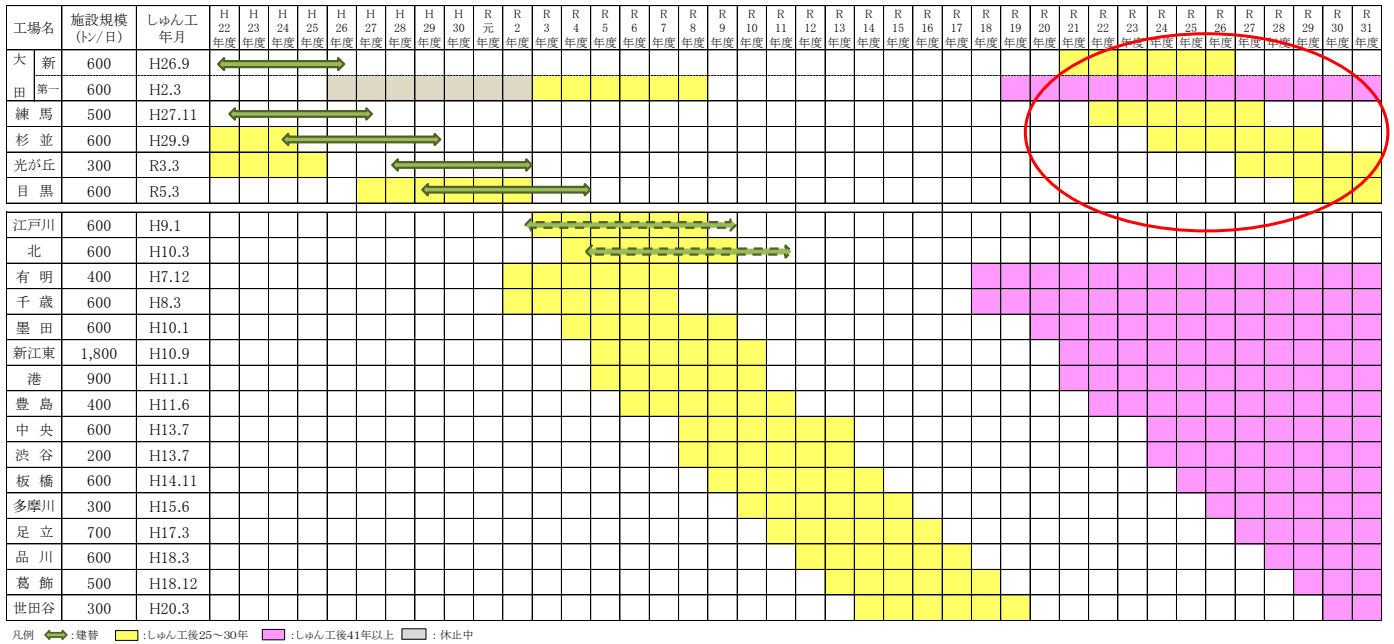 工場名 施設規模(トン/日) しゅん工年月 H22年度 H23年度 H24年度 H25年度 H26年度 H27年度 H28年度 H29年度 H30年度 R元年度 R2年度 R3年度 R4年度 R5年度 R6年度 R7年度 R8年度 R9年度 R10年度 R11年度 R12年度 R13年度 R14年度 R15年度 R16年度 R17年度 R18年度 R19年度 R20年度 R21年度 R22年度 R23年度 R24年度 R25年度 R26年度 R27年度 R28年度 R29年度 R30年度 R31年度
大田 新 600 H26.9
第一 600 H2.3
練馬 500 H27.11
杉並 600 H29.9
光が丘 300 R3.3
目黒 600 R5.3
江戸川 600 H9.1
北 600 H10.3
有明 400 H7.12
千歳 600 H8.3
墨田 600 H10.1
新江東 1,800 H10.9
港 900 H11.1
豊島 400 H11.6
中央 600 H13.7
渋谷 200 H13.7
板橋 600 H14.11
多摩川 300 H15.6
足立 700 H17.3
品川 600 H18.3
葛飾 500 H18.12
世田谷 300 H20.3
凡例 :建替 :しゅん工後25～30年 :しゅん工後41年以上 :休止中